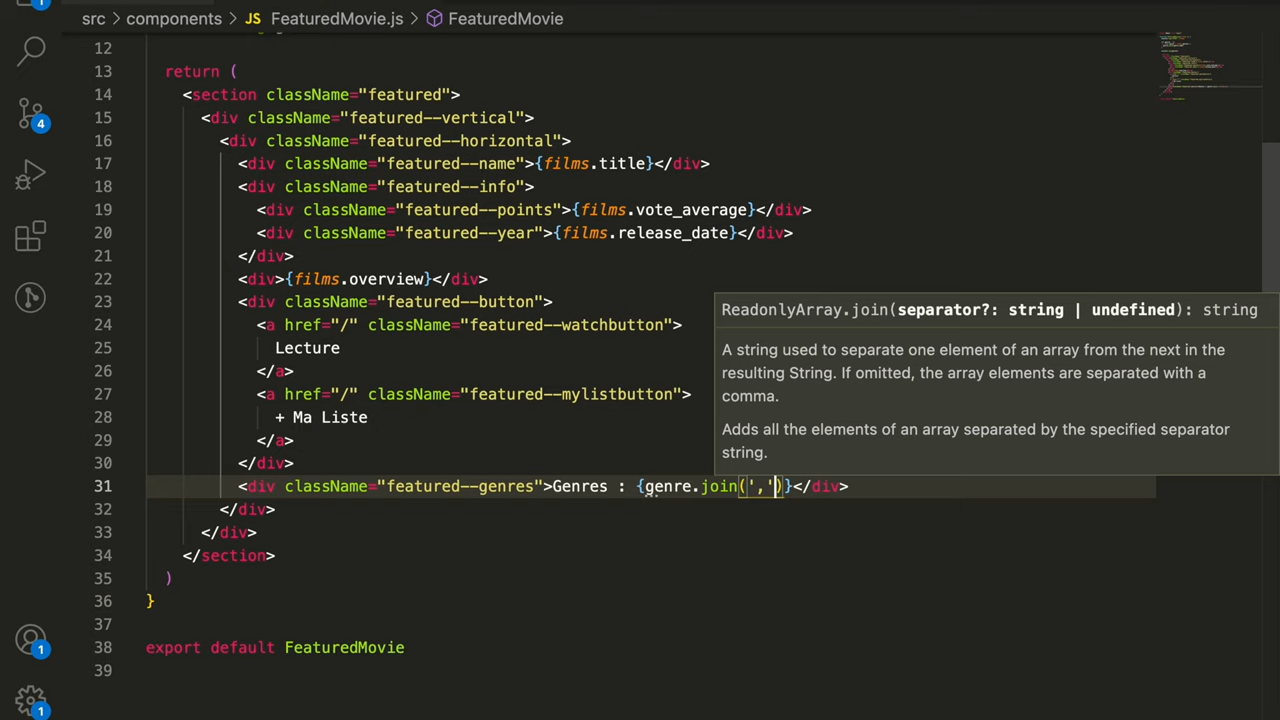 src > components > JS FeaturedMovie.js > FeaturedMovie
12
13 return (
14 <section className="featured">
15 <div className="featured--vertical">
16 <div className="featured--horizontal">
17 <div className="featured--name">{films.title}</div>
18 <div className="featured--info">
19 <div className="featured--points">{films.vote_average}</div>
20 <div className="featured--year">{films.release_date}</div>
21 </div>
22 <div>{films.overview}</div>
23 <div className="featured--button">
24 <a href="/" className="featured--watchbutton">
25 Lecture
26 </a>
27 <a href="/" className="featured--mylistbutton">
28 + Ma Liste
29 </a>
30 </div>
31 <div className="featured--genres">Genres : {genre.join(',')}</div>
32 </div>
33 </div>
34 </section>
35 )
36 }
37
38 export default FeaturedMovie
39
ReadonlyArray.join(separator?: string | undefined): string
A string used to separate one element of an array from the next in the
resulting String. If omitted, the array elements are separated with a
comma.
Adds all the elements of an array separated by the specified separator
string.
1
4
1
1